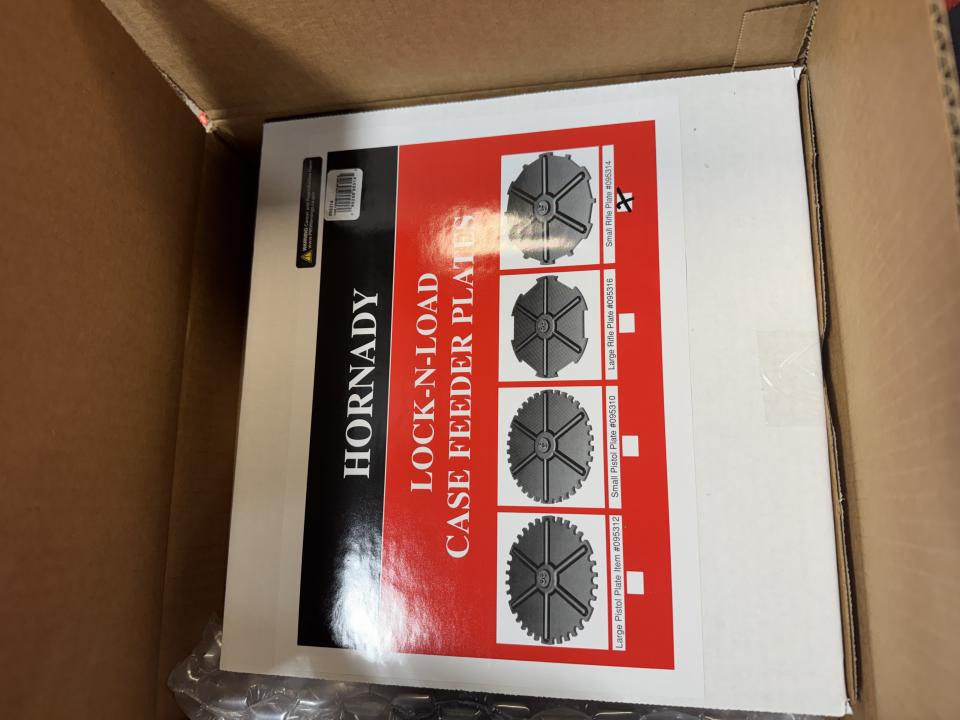 HORNADY
WARNING
LOCK-N-LOAD
CASE FEEDER PLATES
Large Pistol Plate Item #095312
Small Pistol Plate #095310
Large Rifle Plate #095316
Small Rifle Plate #095314
X